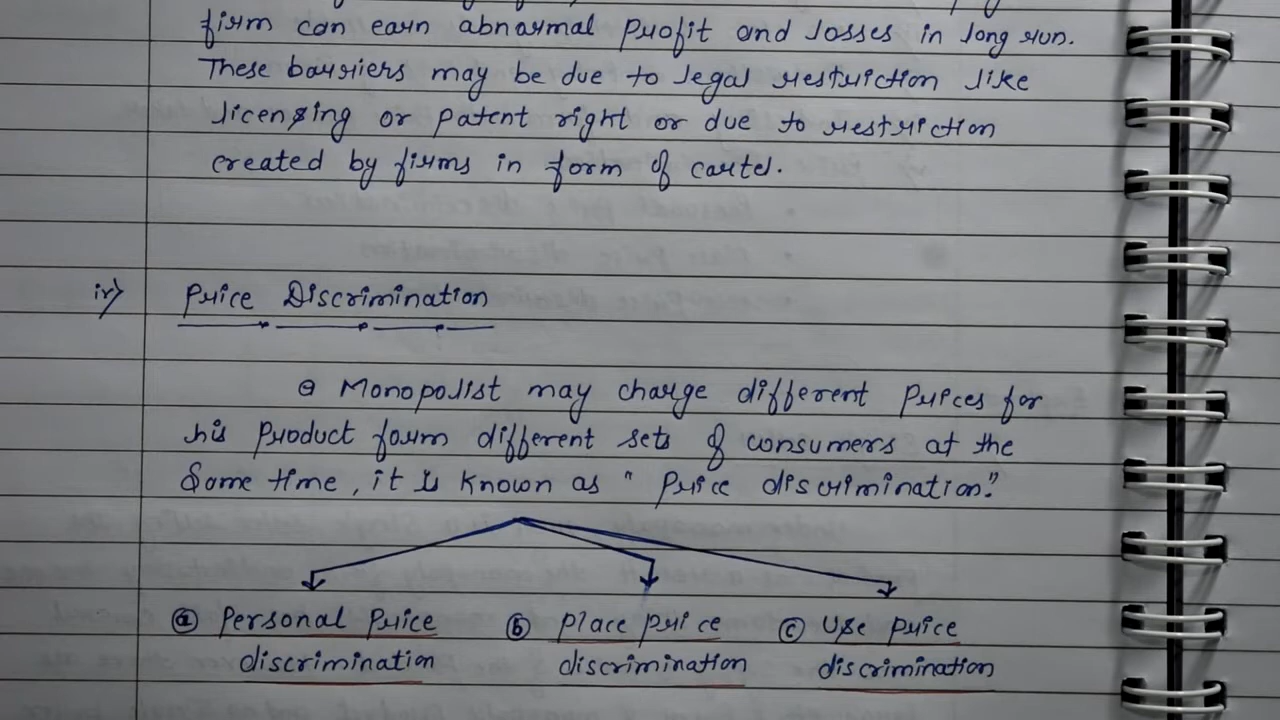 firm can earn abnormal profit and losses in long run.
These barriers may be due to legal restriction like
licensing or patent right or due to restriction
created by firms in form of cartel.
iv) Price Discrimination
a Monopolist may charge different prices for
his product form different sets of consumers at the
Same time, it is known as "Price discrimination."
(a) Personal Price (b) Place price (c) Use price
discrimination discrimination discrimination